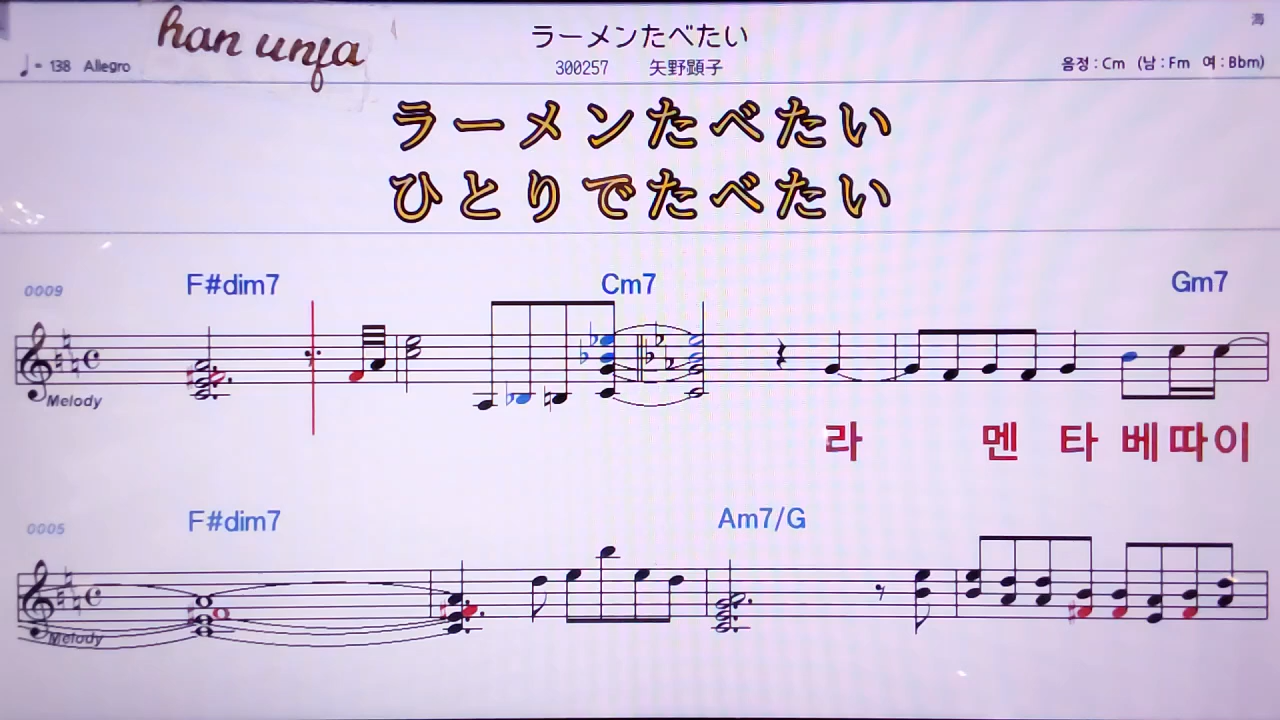 han unfa
ラーメンたべたい
海
♩= 138 Allegro
300257 矢野顕子
음정 : Cm (남 : Fm 여 : Bbm)
ラーメンたべたい
ひとりでたべたい
0009 F#dim7 Cm7 Gm7
Melody
라 멘 타 베 따 이
0005 F#dim7 Am7/G
Melody